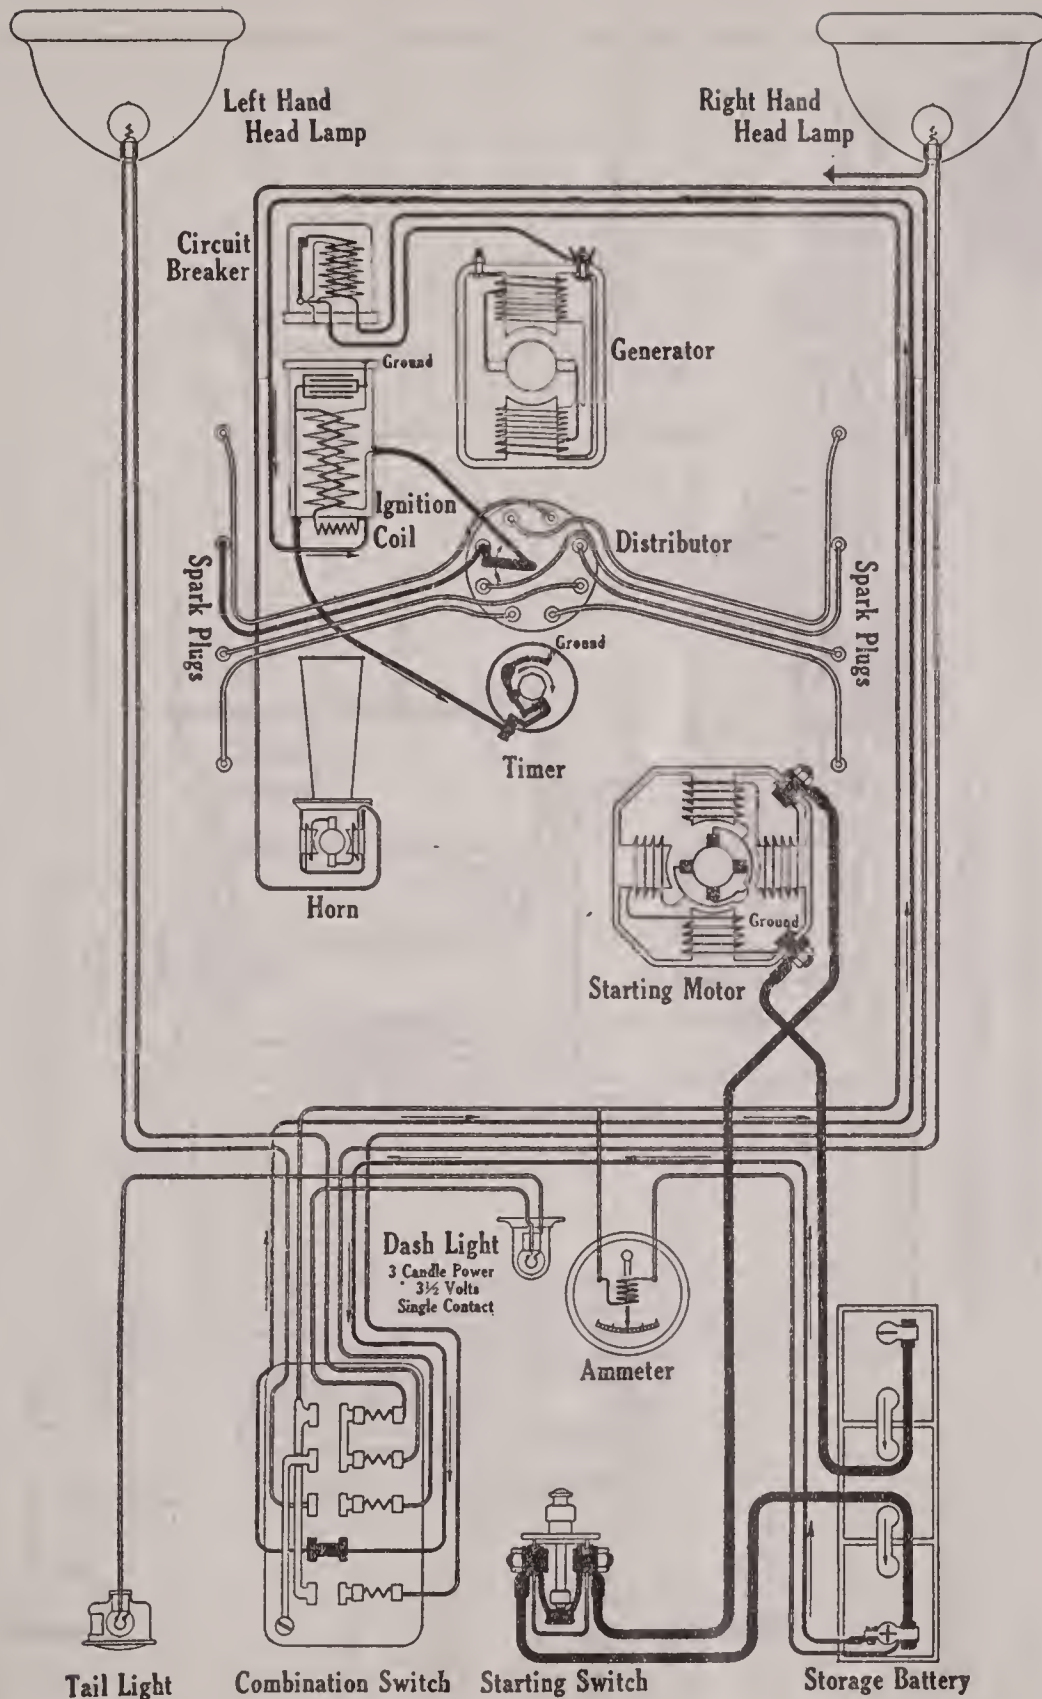 Left Hand
Head Lamp
Right Hand
Head Lamp
Circuit
Breaker
Generator
Ground
Ignition
Coil
Distributor
Spark Plugs
Spark Plugs
Ground
Timer
Horn
Ground
Starting Motor
Dash Light
3 Candle Power
3½ Volts
Single Contact
Ammeter
Tail Light
Combination Switch
Starting Switch
Storage Battery